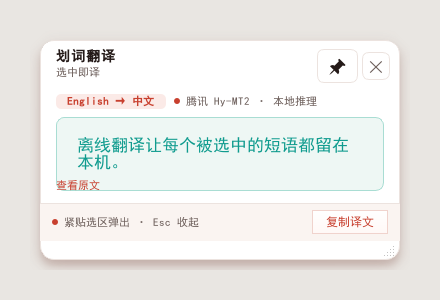 划词翻译
选中即译
English → 中文
腾讯 Hy-MT2 · 本地推理
离线翻译让每个被选中的短语都留在
本机。
查看原文
紧贴选区弹出 · Esc 收起
复制译文